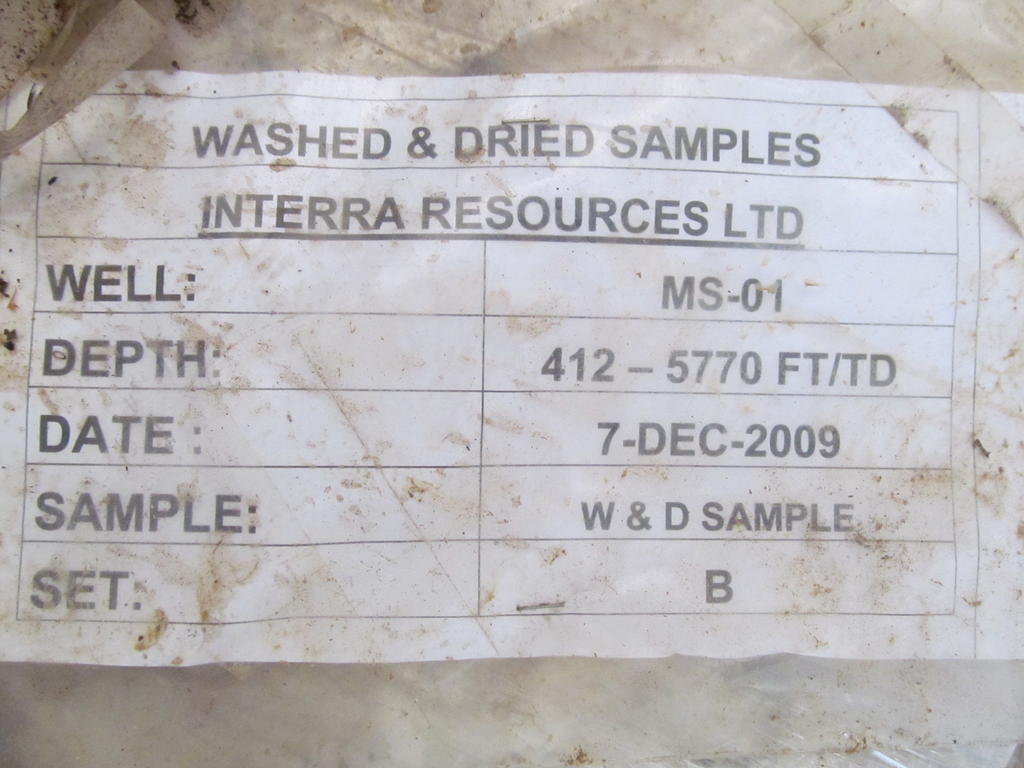 WASHED & DRIED SAMPLES
INTERRA RESOURCES LTD
WELL: MS-01
DEPTH: 412 – 5770 FT/TD
DATE : 7-DEC-2009
SAMPLE: W & D SAMPLE
SET: B